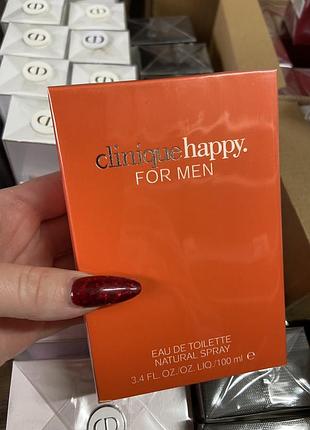 clinique happy.
FOR MEN
EAU DE TOILETTE
NATURAL SPRAY
3.4 FL.OZ./OZ. LIQ./100 ml e